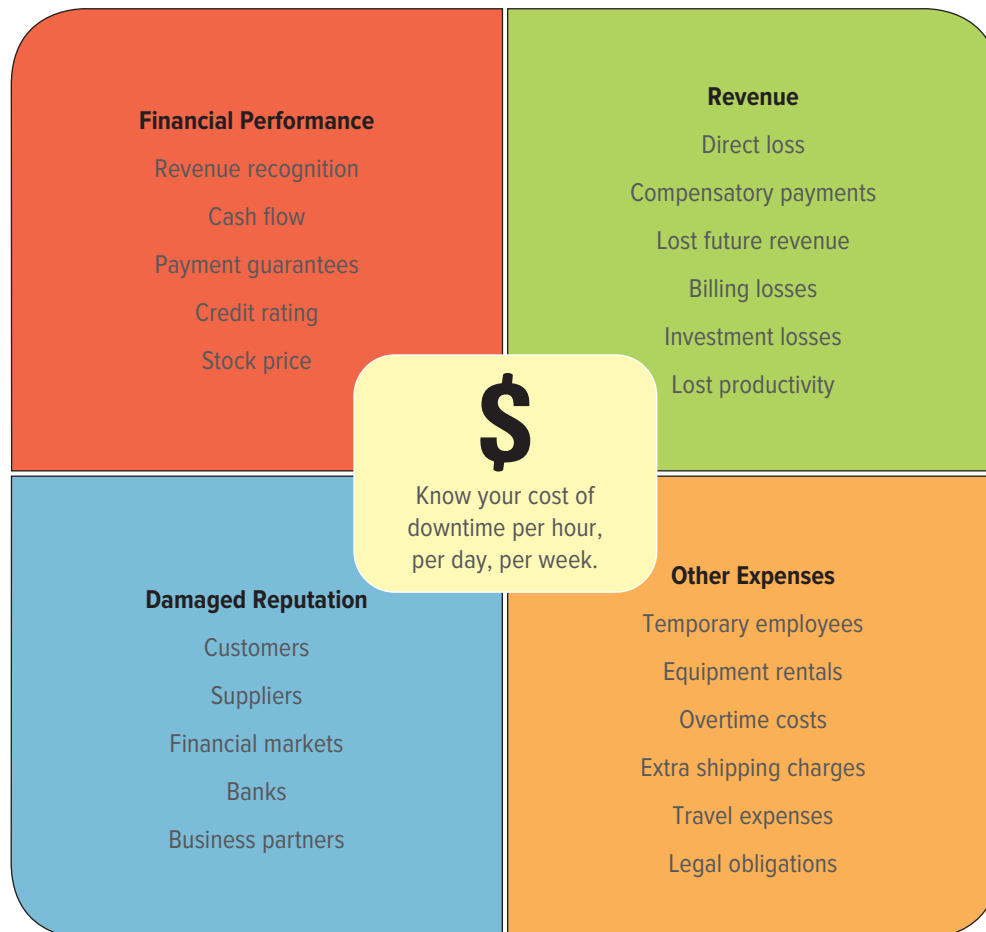 Financial Performance
Revenue recognition
Cash flow
Payment guarantees
Credit rating
Stock price
Revenue
Direct loss
Compensatory payments
Lost future revenue
Billing losses
Investment losses
Lost productivity
$
Know your cost of
downtime per hour,
per day, per week.
Damaged Reputation
Customers
Suppliers
Financial markets
Banks
Business partners
Other Expenses
Temporary employees
Equipment rentals
Overtime costs
Extra shipping charges
Travel expenses
Legal obligations